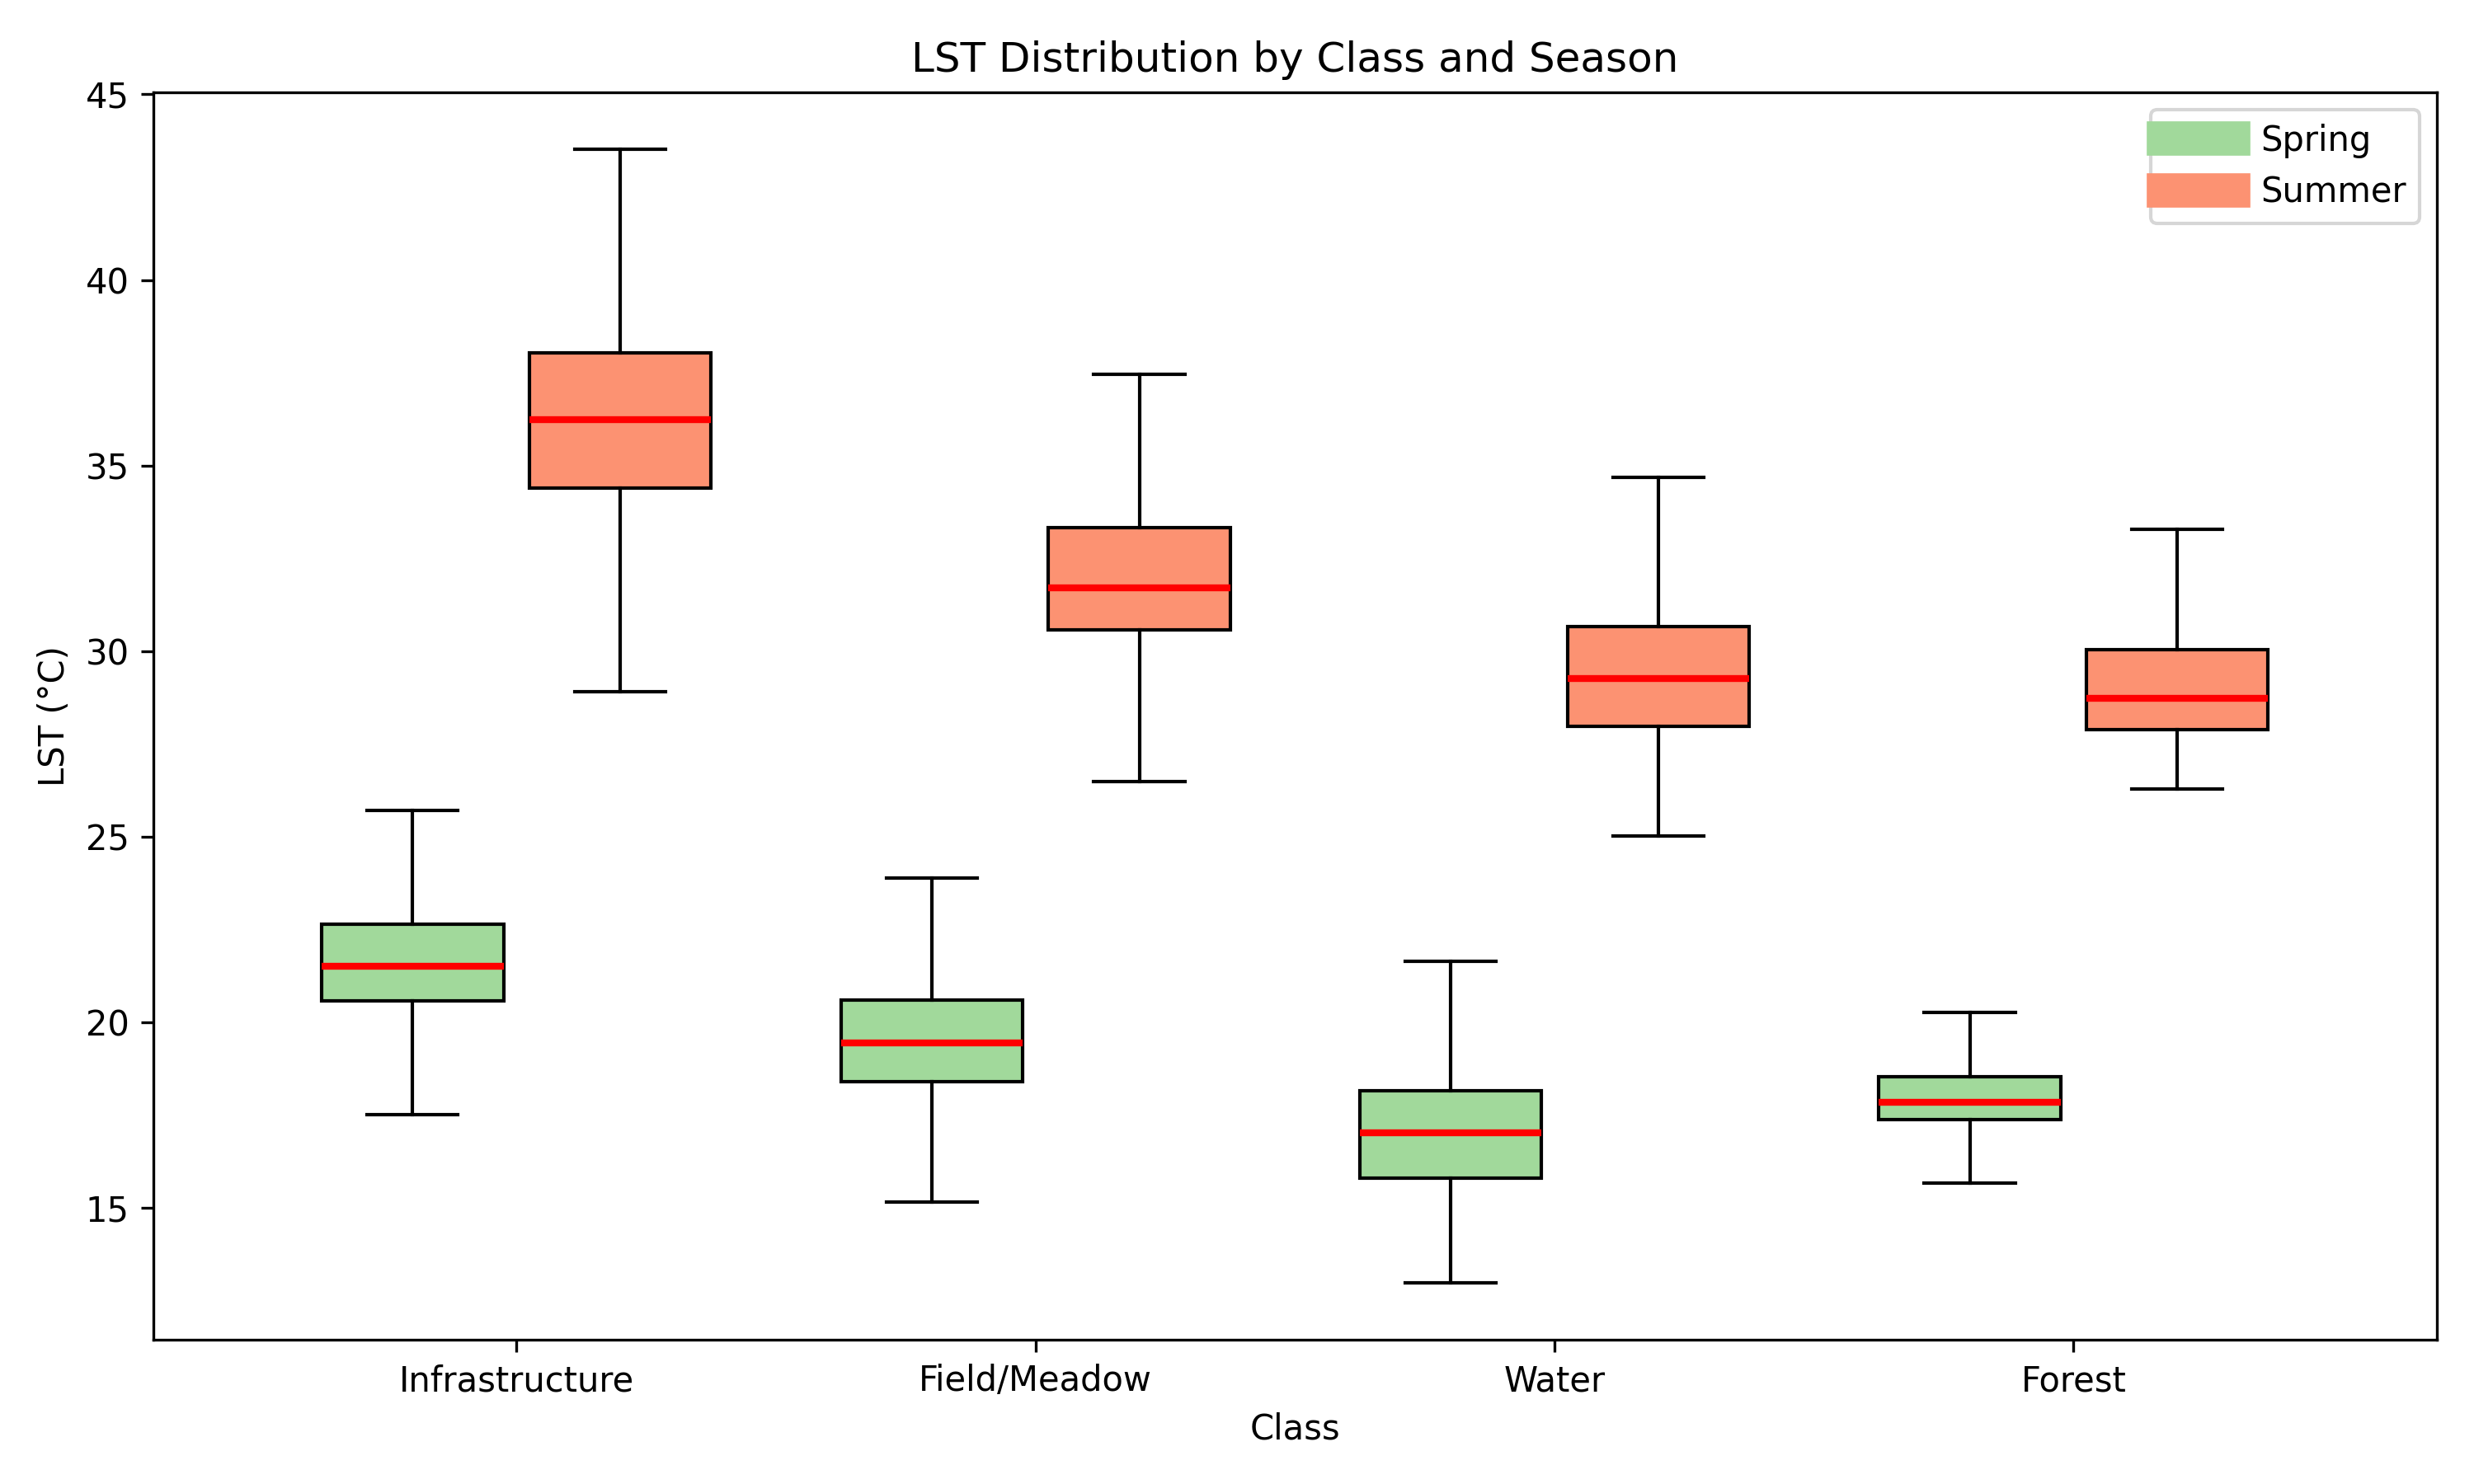 LST Distribution by Class and Season
Spring
Summer
LST (°C)
45
40
35
30
25
20
15
Infrastructure
Field/Meadow
Water
Forest
Class